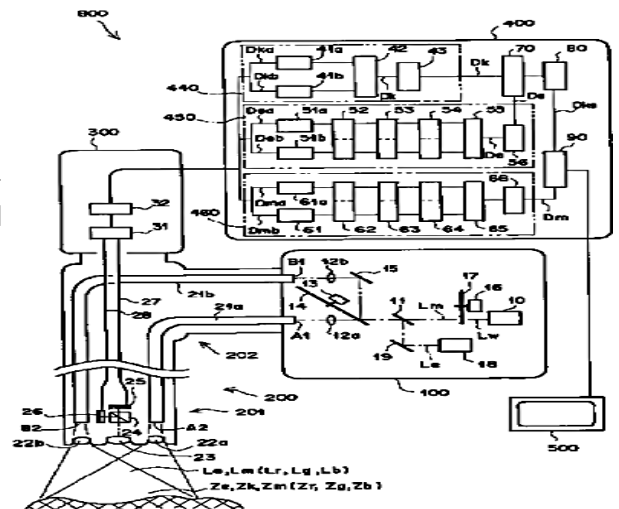 800
400
Dka 41a 42 43 70 80
Dkb 41b Dk Dk De
440
450 Dea 51a 52 53 54 55
Deb 51b De 56 90
300
32
31
460 Dma 61a 66 Dm
Dmb 61 62 63 64 65
B1 12b 15
21b
27 13 14 17 16 10
28 21a 11 Lm
A1 12a Lw
19 Le 18
202
100
25 200
26 201
24 A2
B2 22b 22a
23
500
Le,Lm(Lr,Lg,Lb)
Ze,Zk,Zm(Zr,Zg,Zb)